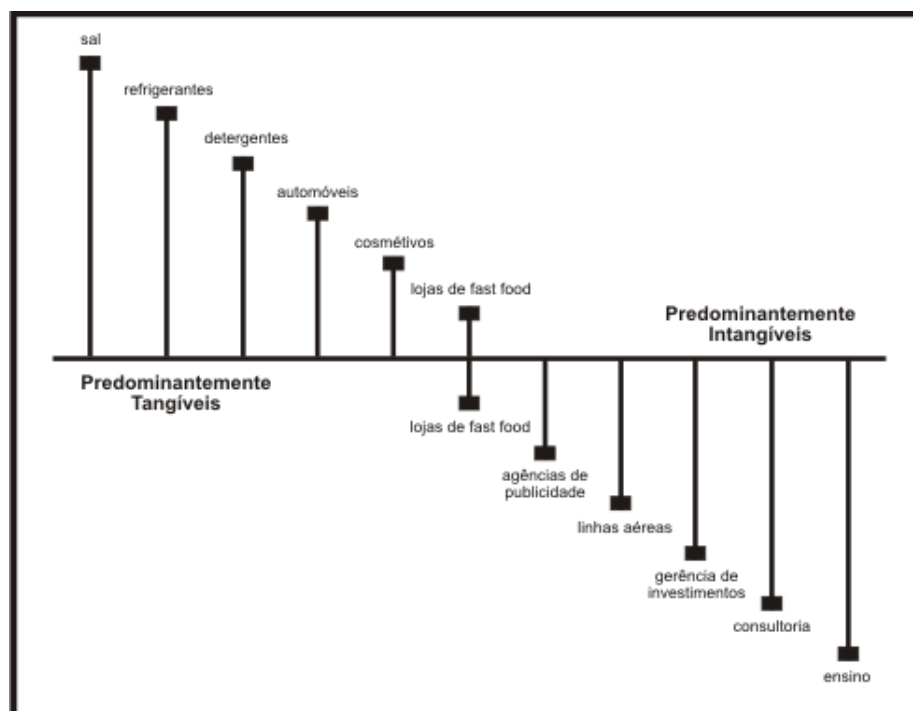 sal
refrigerantes
detergentes
automóveis
cosmétivos
lojas de fast food
Predominantemente
Intangíveis
Predominantemente
Tangíveis
lojas de fast food
agências de
publicidade
linhas aéreas
gerência de
investimentos
consultoria
ensino